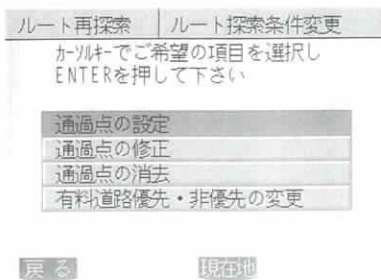 ルート再探索 ルート探索条件変更
カーソルキーでご希望の項目を選択し
ENTERを押して下さい
通過点の設定
通過点の修正
通過点の消去
有料道路優先・非優先の変更
戻る 現在地